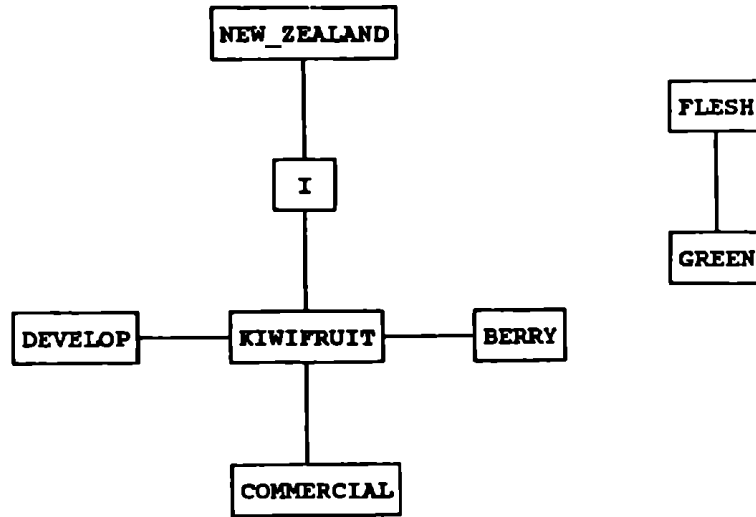 NEW_ZEALAND
FLESH
I
GREEN
DEVELOP KIWIFRUIT BERRY
COMMERCIAL